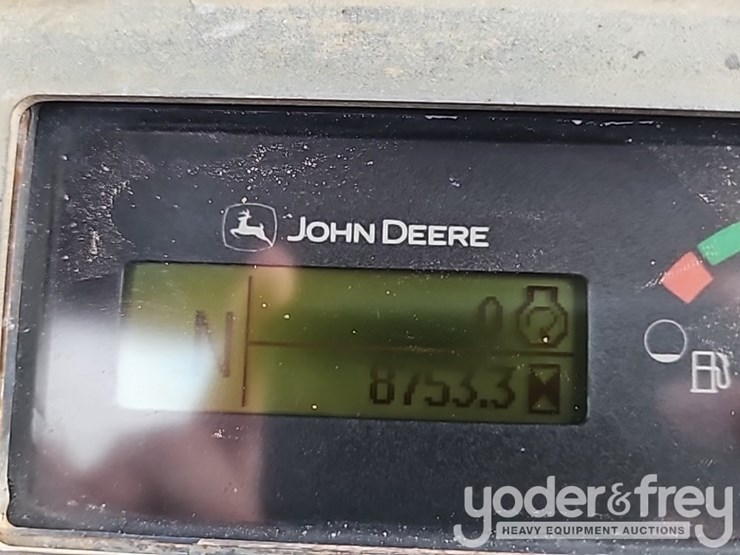 JOHN DEERE
N
0
8753.3
yoder&frey
HEAVY EQUIPMENT AUCTIONS